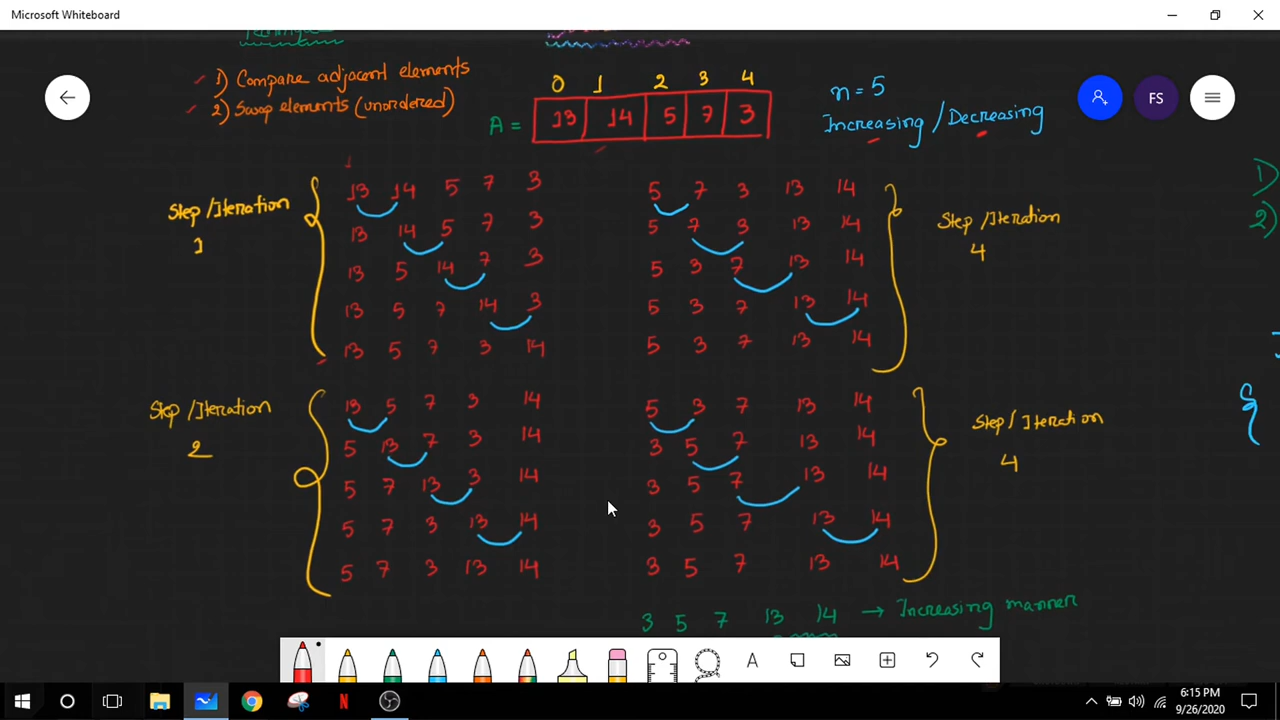 Microsoft Whiteboard
1) Compare adjacent elements
2) Swap elements (unordered)
0 1 2 3 4
A = 13 14 5 7 3
n = 5
Increasing / Decreasing
FS
1)
2)
Step /Iteration
1
13 14 5 7 3
13 14 5 7 3
13 5 14 7 3
13 5 7 14 3
13 5 7 3 14
Step /Iteration
2
13 5 7 3 14
5 13 7 3 14
5 7 13 3 14
5 7 3 13 14
5 7 3 13 14
5 7 3 13 14
5 7 3 13 14
5 3 7 13 14
5 3 7 13 14
5 3 7 13 14
Step /Iteration
4
5 3 7 13 14
3 5 7 13 14
3 5 7 13 14
3 5 7 13 14
3 5 7 13 14
Step / Iteration
4
3 5 7 13 14 → Increasing manner
A
N
6:15 PM
9/26/2020